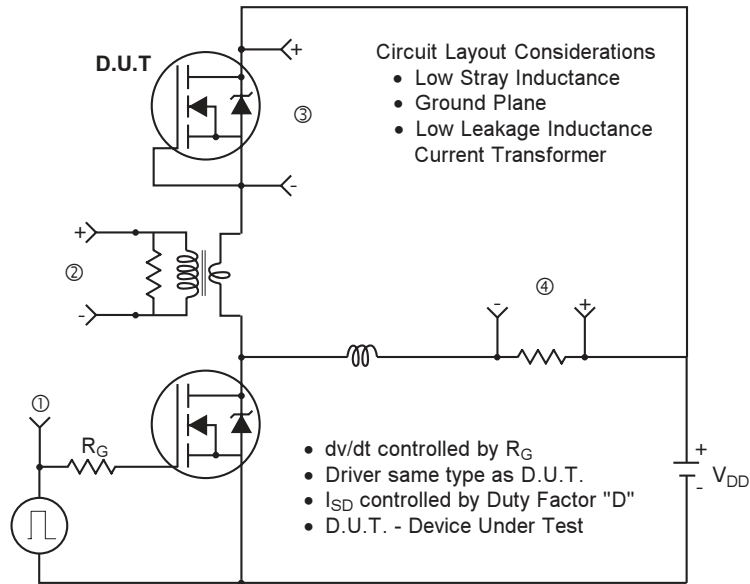 D.U.T
+
③
-
Circuit Layout Considerations
• Low Stray Inductance
• Ground Plane
• Low Leakage Inductance
Current Transformer
+
②
-
④
-
+
①
R_G
• dv/dt controlled by R_G
• Driver same type as D.U.T.
• I_SD controlled by Duty Factor "D"
• D.U.T. - Device Under Test
+
V_DD
-